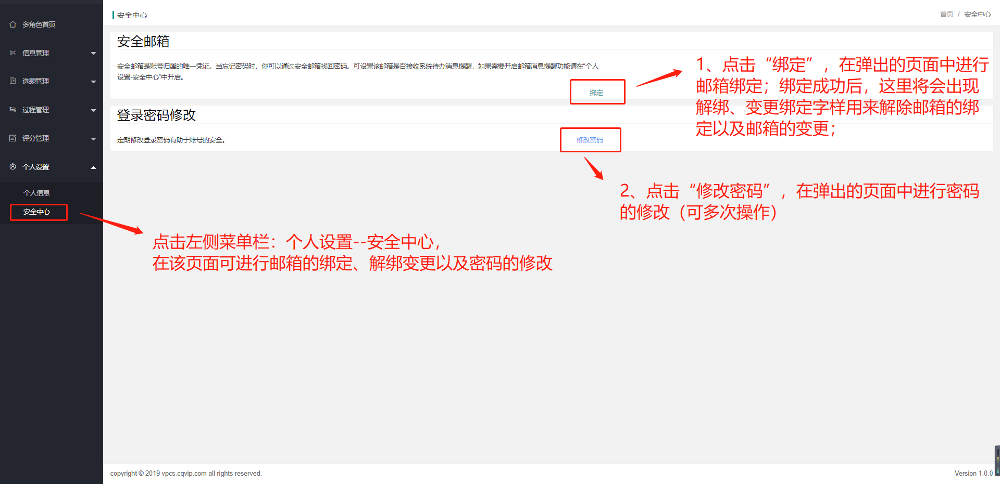 安全中心
首页 / 安全中心
多角色首页
信息管理
选题管理
过程管理
评分管理
个人设置
个人信息
安全中心
安全邮箱
安全邮箱是账号归属的唯一凭证。当忘记密码时，你可以通过安全邮箱找回密码。可设置该邮箱是否接收系统待办消息提醒，如果需要开启邮箱消息提醒功能请在“个人
设置-安全中心”中开启。
绑定
登录密码修改
定期修改登录密码有助于账号的安全。
修改密码
1、点击“绑定”，在弹出的页面中进行
邮箱绑定；绑定成功后，这里将会出现
解绑、变更绑定字样用来解除邮箱的绑
定以及邮箱的变更；
2、点击“修改密码”，在弹出的页面中进行密码
的修改（可多次操作）
点击左侧菜单栏：个人设置--安全中心，
在该页面可进行邮箱的绑定、解绑变更以及密码的修改
copyright © 2019 vpcs.cqvip.com all rights reserved.
Version 1.0.0